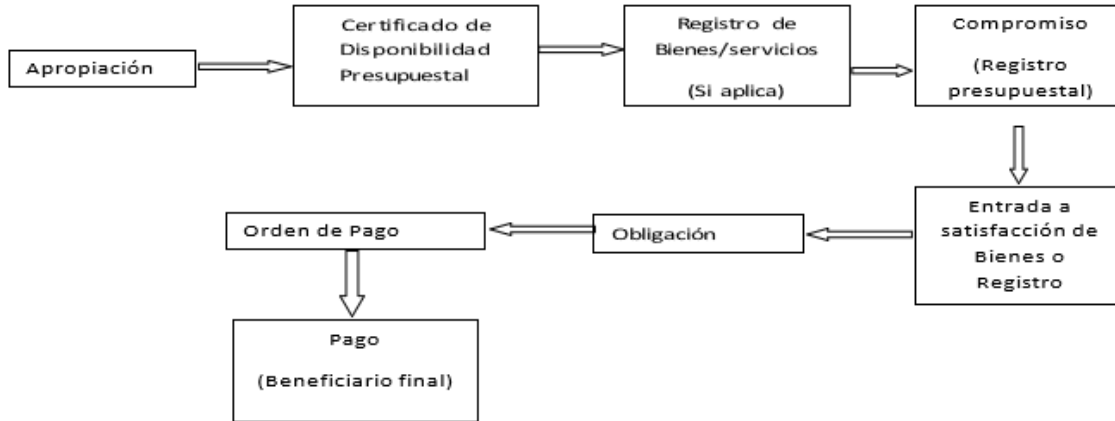 Apropiación
Certificado de
Disponibilidad
Presupuestal
Registro de
Bienes/servicios
(Si aplica)
Compromiso
(Registro
presupuestal)
Entrada a
satisfacción de
Bienes o
Registro
Obligación
Orden de Pago
Pago
(Beneficiario final)